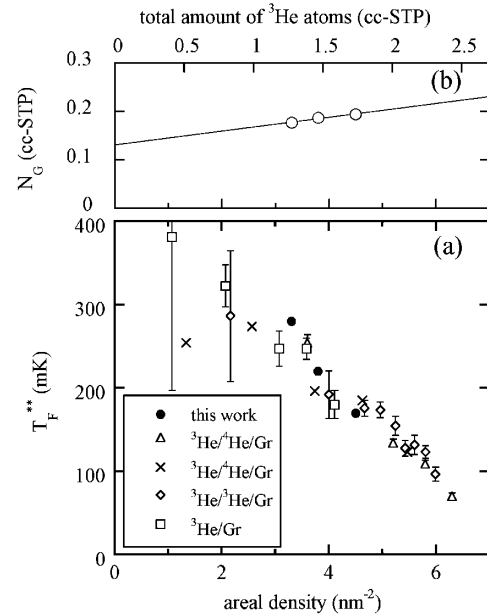 total amount of ³He atoms (cc-STP)
0 0.5 1 1.5 2 2.5
(b)
N_G (cc-STP)
0.3
0.2
0.1
0
(a)
T_F^** (mK)
400
300
200
100
0
this work
³He/⁴He/Gr
³He/⁴He/Gr
³He/³He/Gr
³He/Gr
0 2 4 6
areal density (nm⁻²)